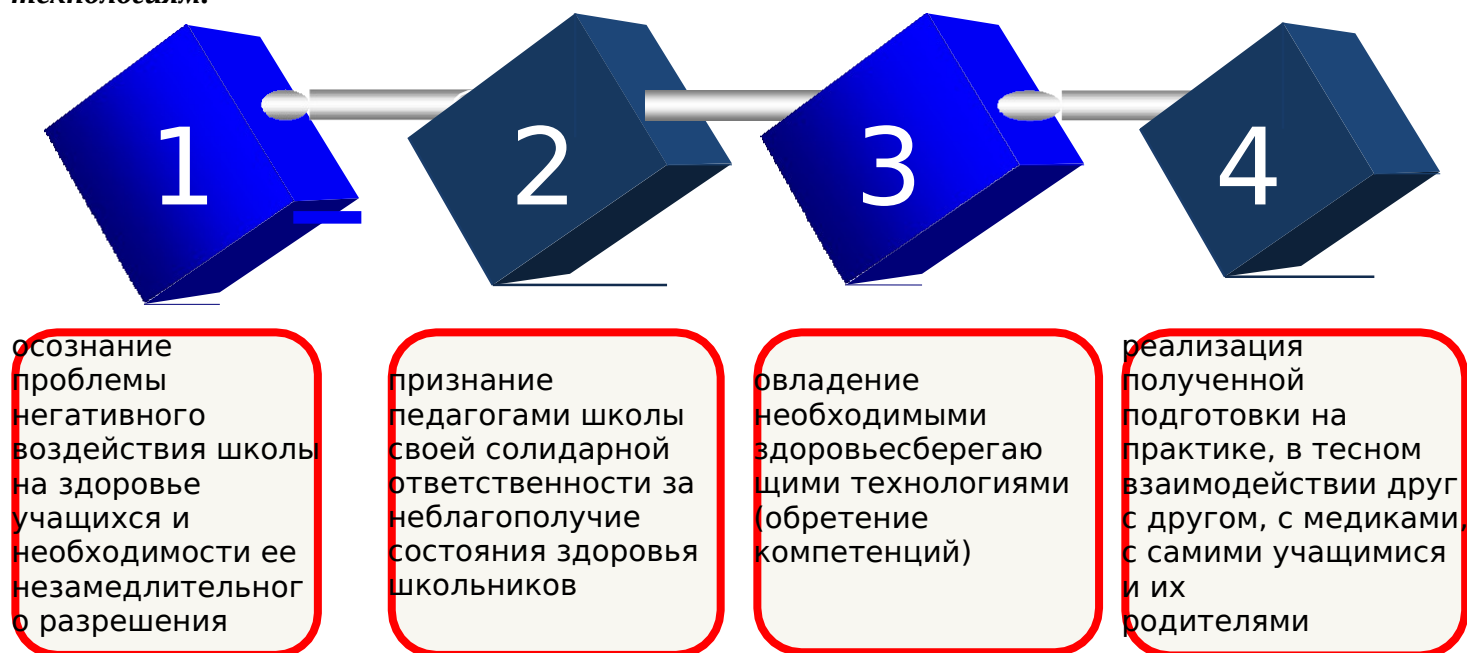 технологиям:
1 2 3 4
осознание
проблемы
негативного
воздействия школы
на здоровье
учащихся и
необходимости ее
незамедлительног
о разрешения
признание
педагогами школы
своей солидарной
ответственности за
неблагополучие
состояния здоровья
школьников
овладение
необходимыми
здоровьесберегаю
щими технологиями
(обретение
компетенций)
реализация
полученной
подготовки на
практике, в тесном
взаимодействии друг
с другом, с медиками,
с самими учащимися
и их
родителями